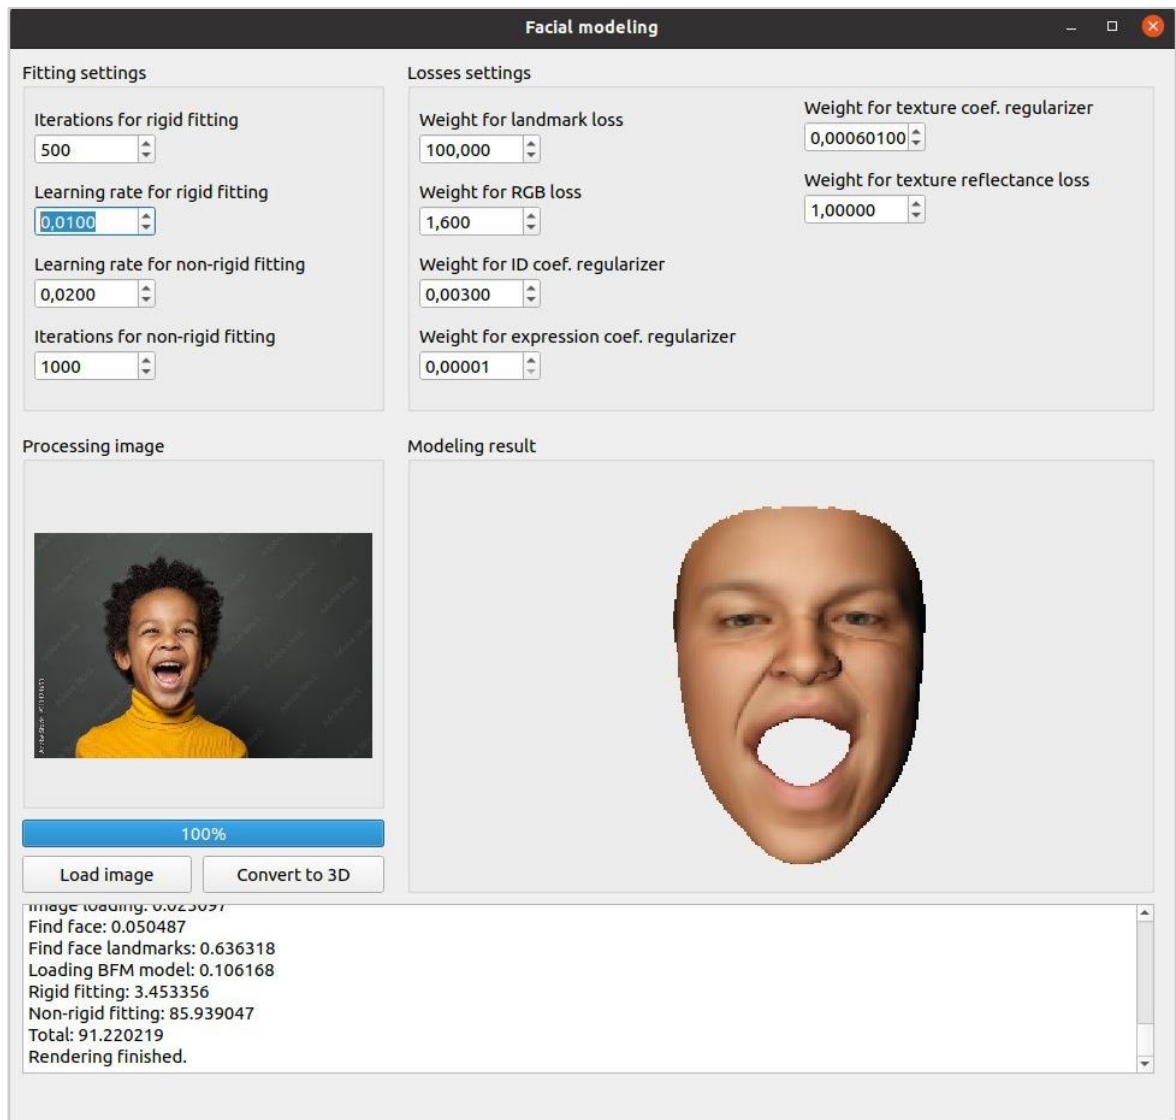 Facial modeling
Fitting settings
Iterations for rigid fitting
500
Learning rate for rigid fitting
0,0100
Learning rate for non-rigid fitting
0,0200
Iterations for non-rigid fitting
1000
Losses settings
Weight for landmark loss
100,000
Weight for RGB loss
1,600
Weight for ID coef. regularizer
0,00300
Weight for expression coef. regularizer
0,00001
Weight for texture coef. regularizer
0,00060100
Weight for texture reflectance loss
1,00000
Processing image
Modeling result
100%
Load image
Convert to 3D
Image loading: 0.025097
Find face: 0.050487
Find face landmarks: 0.636318
Loading BFM model: 0.106168
Rigid fitting: 3.453356
Non-rigid fitting: 85.939047
Total: 91.220219
Rendering finished.